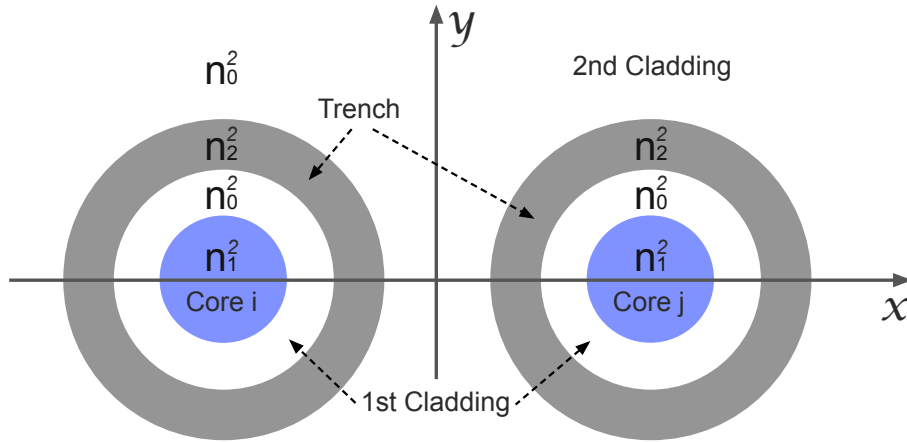 y
n₀² 2nd Cladding
Trench
n₂² n₂²
n₀² n₀²
n₁² n₁²
Core i Core j
x
1st Cladding